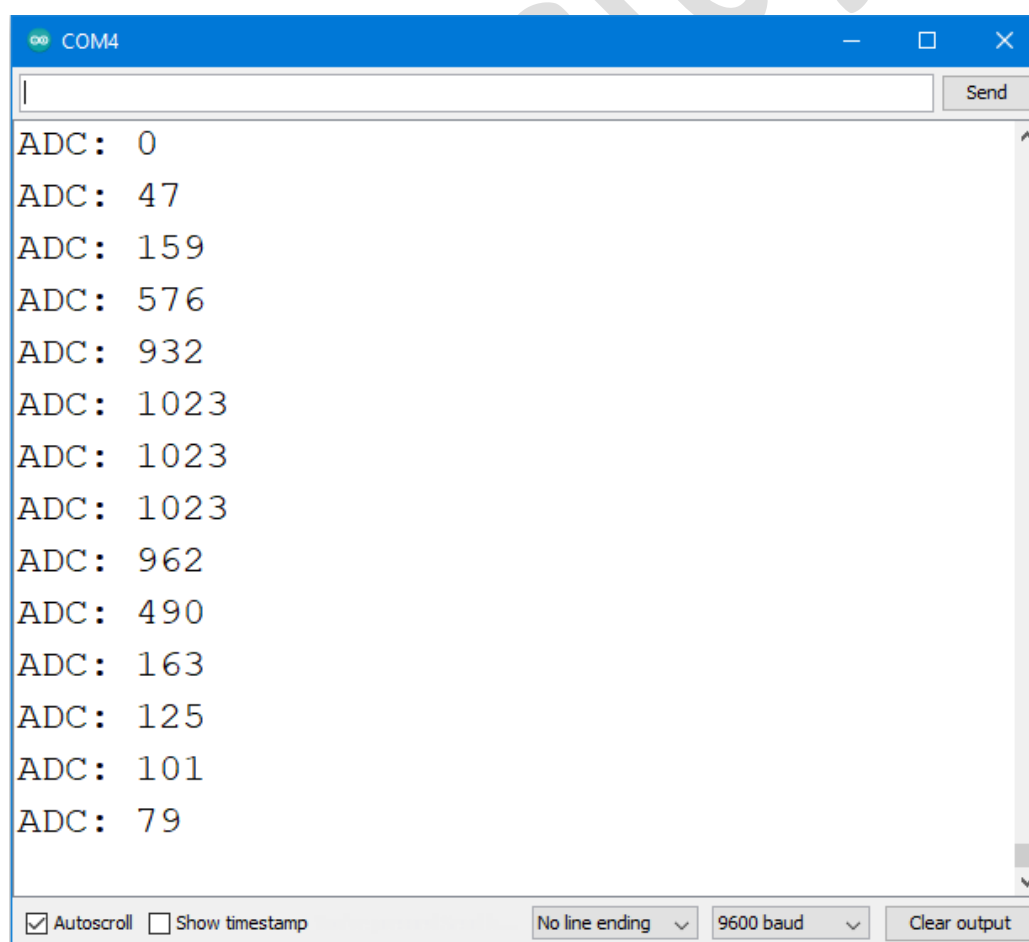 COM4
Send
ADC: 0
ADC: 47
ADC: 159
ADC: 576
ADC: 932
ADC: 1023
ADC: 1023
ADC: 1023
ADC: 962
ADC: 490
ADC: 163
ADC: 125
ADC: 101
ADC: 79
Autoscroll Show timestamp No line ending 9600 baud Clear output